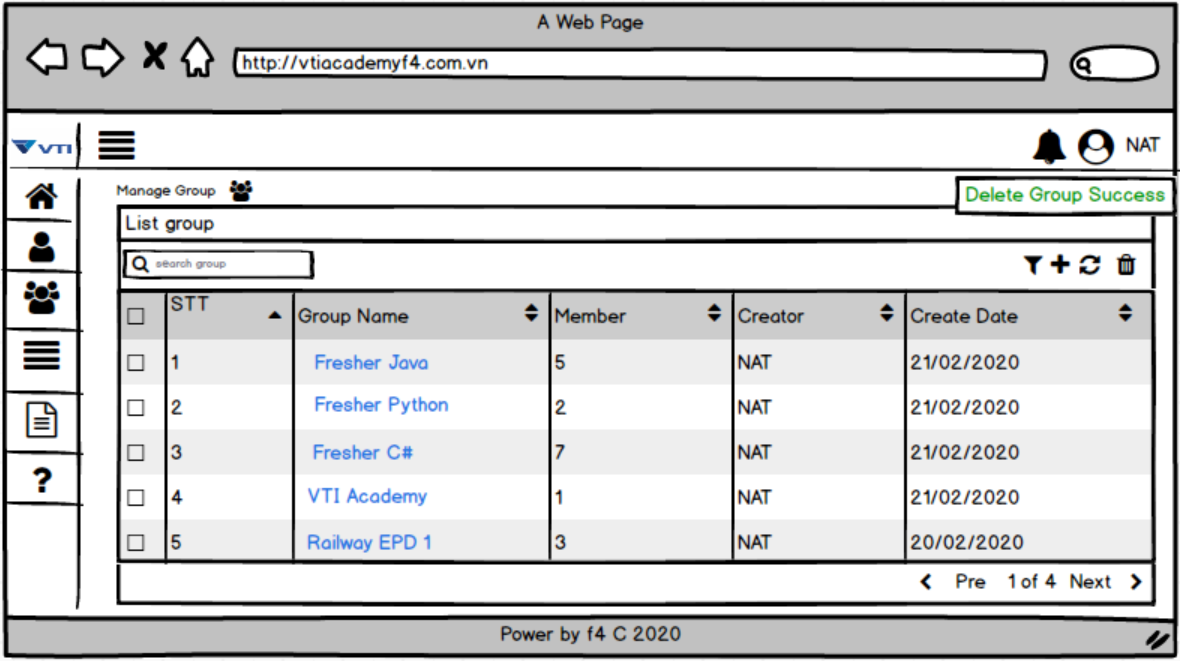 A Web Page
http://vtiacademyf4.com.vn
VTI
NAT
Manage Group
Delete Group Success
List group
search group
STT Group Name Member Creator Create Date
1 Fresher Java 5 NAT 21/02/2020
2 Fresher Python 2 NAT 21/02/2020
3 Fresher C# 7 NAT 21/02/2020
4 VTI Academy 1 NAT 21/02/2020
5 Railway EPD 1 3 NAT 20/02/2020
Pre 1 of 4 Next
?
Power by f4 C 2020